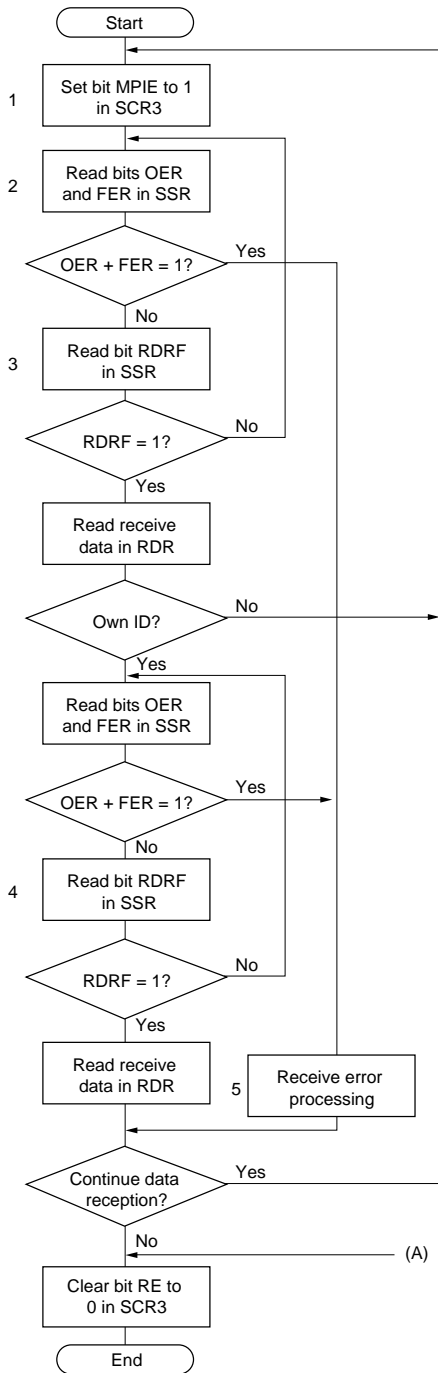 Start
1
Set bit MPIE to 1
in SCR3
2
Read bits OER
and FER in SSR
OER + FER = 1?
Yes
No
3
Read bit RDRF
in SSR
RDRF = 1?
No
Yes
Read receive
data in RDR
Own ID?
No
Yes
Read bits OER
and FER in SSR
OER + FER = 1?
Yes
No
4
Read bit RDRF
in SSR
RDRF = 1?
No
Yes
Read receive
data in RDR
5
Receive error
processing
Continue data
reception?
Yes
No
(A)
Clear bit RE to
0 in SCR3
End